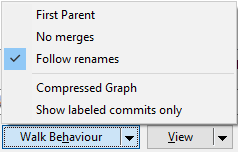 First Parent
No merges
Follow renames
Compressed Graph
Show labeled commits only
Walk Behaviour
View